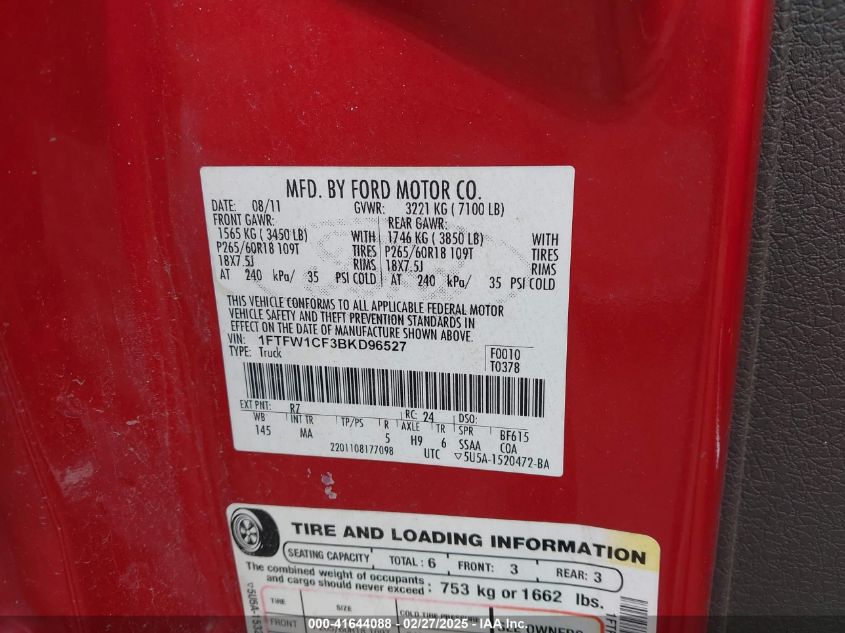 MFD. BY FORD MOTOR CO.
DATE: 08/11 GVWR: 3221 KG ( 7100 LB)
FRONT GAWR: REAR GAWR:
1565 KG ( 3450 LB) WITH 1746 KG ( 3850 LB) WITH
P265/60R18 109T TIRES P265/60R18 109T TIRES
18X7.5J RIMS 18X7.5J RIMS
AT 240 kPa/ 35 PSI COLD AT 240 kPa/ 35 PSI COLD
THIS VEHICLE CONFORMS TO ALL APPLICABLE FEDERAL MOTOR
VEHICLE SAFETY AND THEFT PREVENTION STANDARDS IN
EFFECT ON THE DATE OF MANUFACTURE SHOWN ABOVE.
VIN: 1FTFW1CF3BKD96527
TYPE: Truck
F0010
T0378
EXT PNT: RZ RC: 24 DSO:
WB INT TR TP/PS R AXLE TR SPR BF615
145 MA 5 H9 6 SSAA COA
2201108177098 UTC ▽5U5A-1520472-BA
TIRE AND LOADING INFORMATION
SEATING CAPACITY TOTAL: 6 FRONT: 3 REAR: 3
The combined weight of occupants
and cargo should never exceed: 753 kg or 1662 lbs.
TIRE SIZE COLD TIRE PRESSURE
FRONT SEE OWNERS
000-41644088 - 02/27/2025 - IAAI.COM